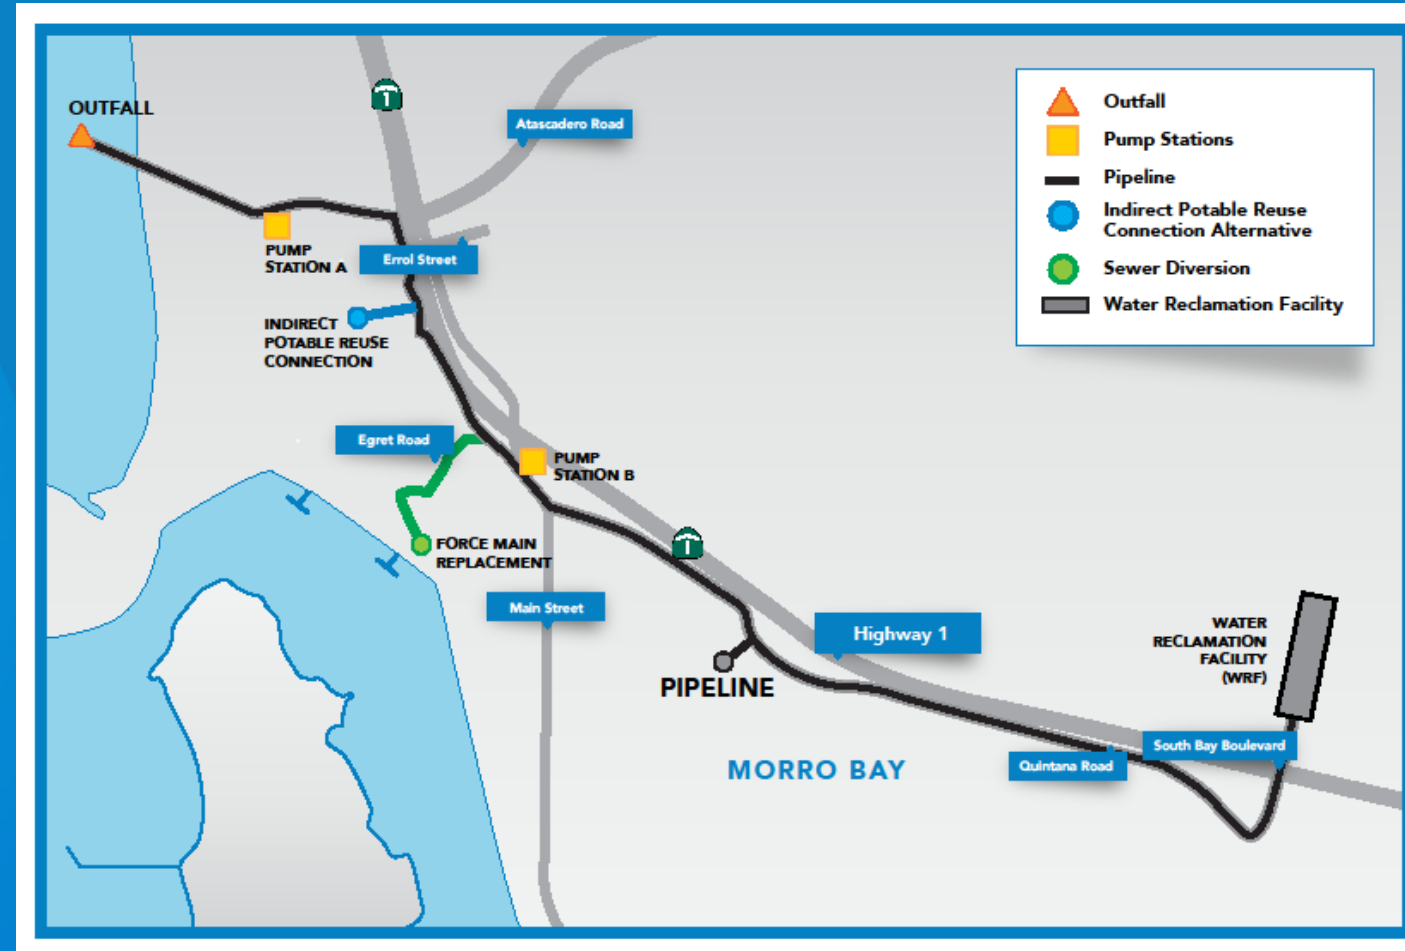 OUTFALL
1
Atascadero Road
Outfall
Pump Stations
Pipeline
Indirect Potable Reuse
Connection Alternative
Sewer Diversion
Water Reclamation Facility
PUMP
STATION A
Errol Street
INDIRECT
POTABLE REUSE
CONNECTION
Egret Road
PUMP
STATION B
FORCE MAIN
REPLACEMENT
1
Main Street
Highway 1
PIPELINE
WATER
RECLAMATION
FACILITY
(WRF)
MORRO BAY
Quintana Road
South Bay Boulevard